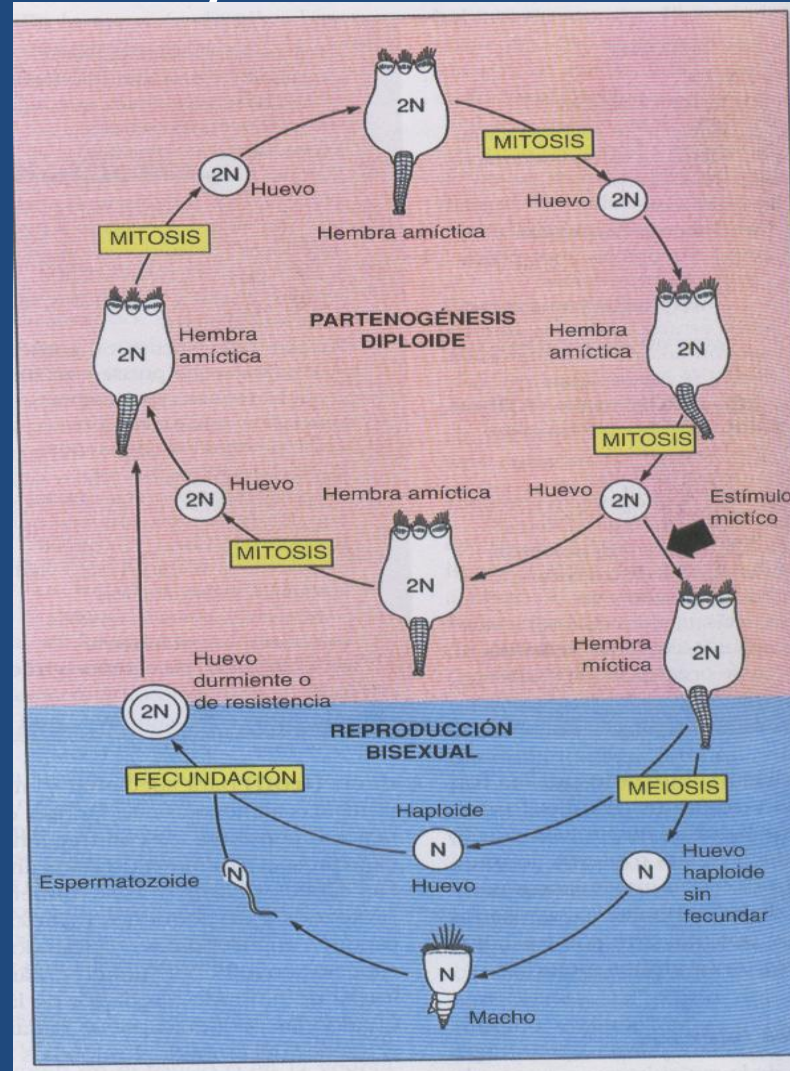 2N
MITOSIS
2N
Huevo
Huevo
2N
Hembra amíctica
MITOSIS
PARTENOGÉNESIS
DIPLOIDE
2N
Hembra
amíctica
Hembra
amíctica
2N
MITOSIS
2N
Huevo
Hembra amíctica
Huevo
2N
Estímulo
mictíco
MITOSIS
2N
Hembra
míctica
2N
Huevo
durmiente o
de resistencia
2N
REPRODUCCIÓN
BISEXUAL
FECUNDACIÓN
MEIOSIS
Haploide
N
Huevo
N
Huevo
haploide
sin
fecundar
Espermatozoide
N
N
Macho